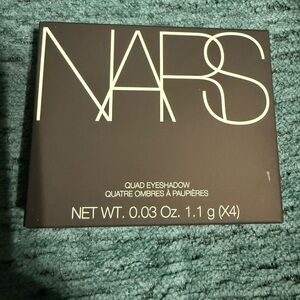 NARS
QUAD EYESHADOW
QUATRE OMBRES À PAUPIÈRES
NET WT. 0.03 Oz. 1.1 g (X4)